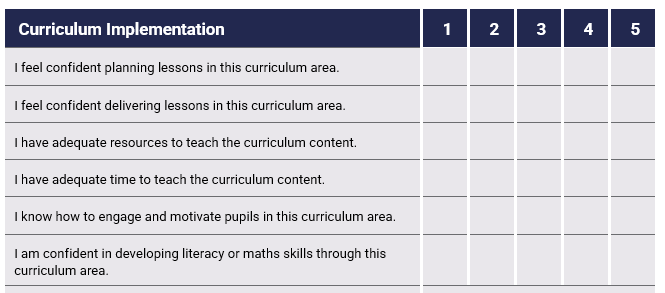 Curriculum Implementation 1 2 3 4 5
I feel confident planning lessons in this curriculum area.
I feel confident delivering lessons in this curriculum area.
I have adequate resources to teach the curriculum content.
I have adequate time to teach the curriculum content.
I know how to engage and motivate pupils in this curriculum area.
I am confident in developing literacy or maths skills through this
curriculum area.